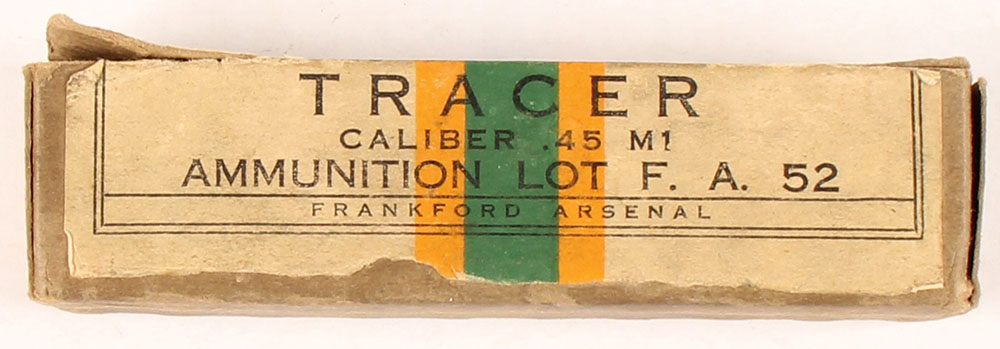 TRACER
CALIBER .45 M1
AMMUNITION LOT F. A. 52
FRANKFORD ARSENAL